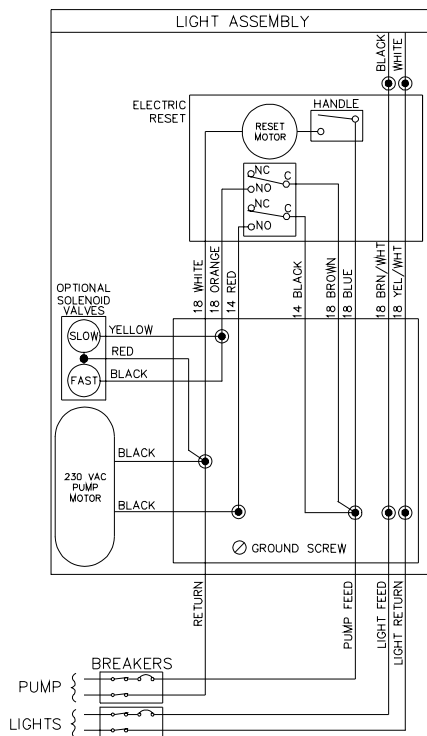 LIGHT ASSEMBLY
BLACK
WHITE
ELECTRIC
RESET
HANDLE
RESET
MOTOR
NC
C
NO
NC
C
NO
18 WHITE
18 ORANGE
14 RED
14 BLACK
18 BROWN
18 BLUE
18 BRN/WHT
18 YEL/WHT
OPTIONAL
SOLENOID
VALVES
SLOW
YELLOW
RED
FAST
BLACK
BLACK
230 VAC
PUMP
MOTOR
BLACK
GROUND SCREW
RETURN
PUMP FEED
LIGHT FEED
LIGHT RETURN
BREAKERS
PUMP
LIGHTS